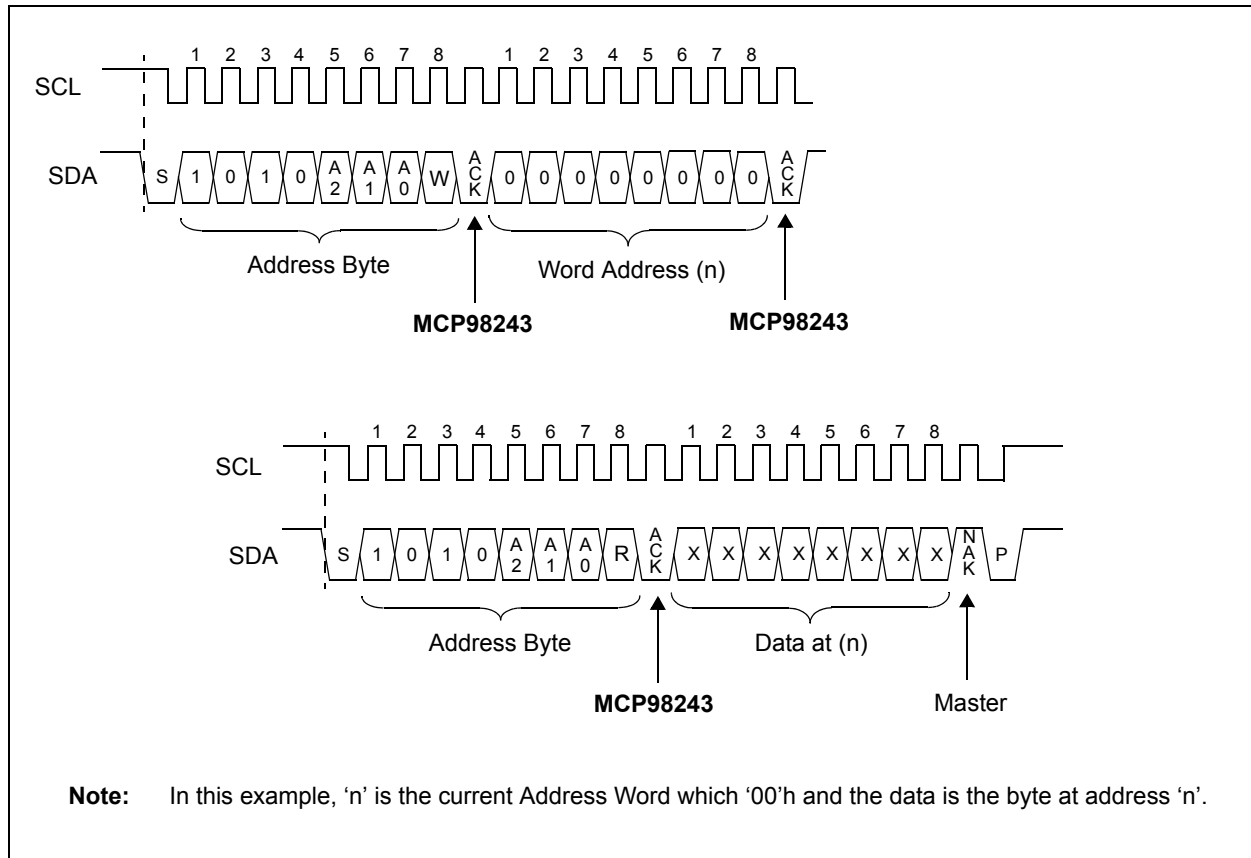 1 2 3 4 5 6 7 8 1 2 3 4 5 6 7 8
SCL
SDA
S 1 0 1 0 A2 A1 A0 W ACK 0 0 0 0 0 0 0 0 ACK
Address Byte Word Address (n)
MCP98243 MCP98243
1 2 3 4 5 6 7 8 1 2 3 4 5 6 7 8
SCL
SDA
S 1 0 1 0 A2 A1 A0 R ACK X X X X X X X X NAK P
Address Byte Data at (n)
MCP98243 Master
Note: In this example, ‘n’ is the current Address Word which ‘00’h and the data is the byte at address ‘n’.